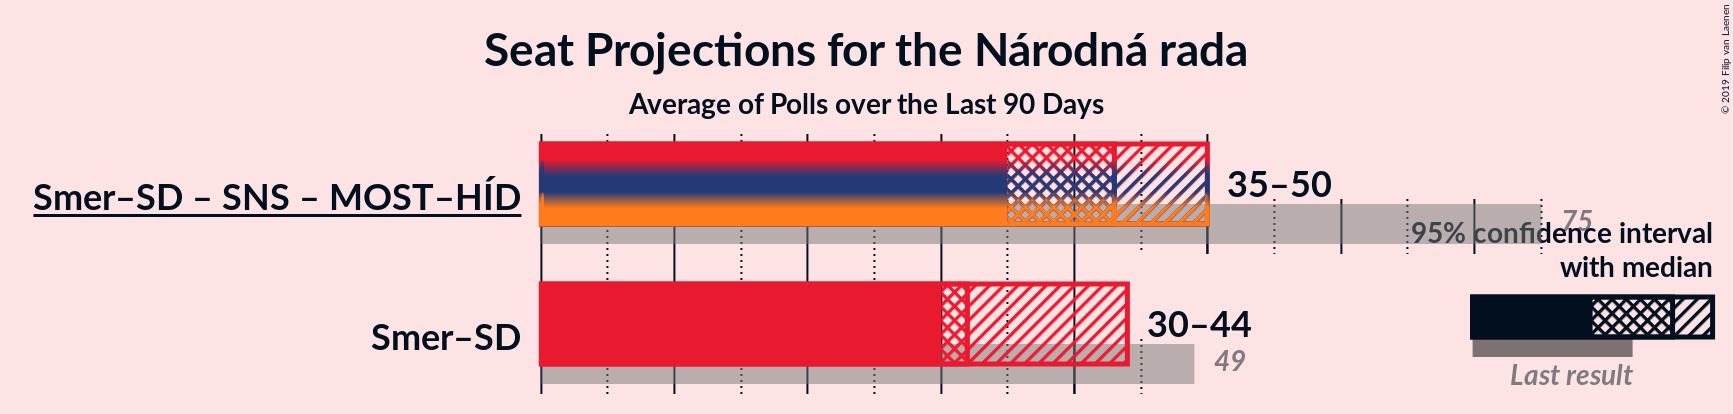 Seat Projections for the Národná rada
Average of Polls over the Last 90 Days
Smer–SD – SNS – MOST–HÍD
35–50
75
95% confidence interval
with median
Smer–SD
30–44
49
Last result
© 2019 Filip van Laenen